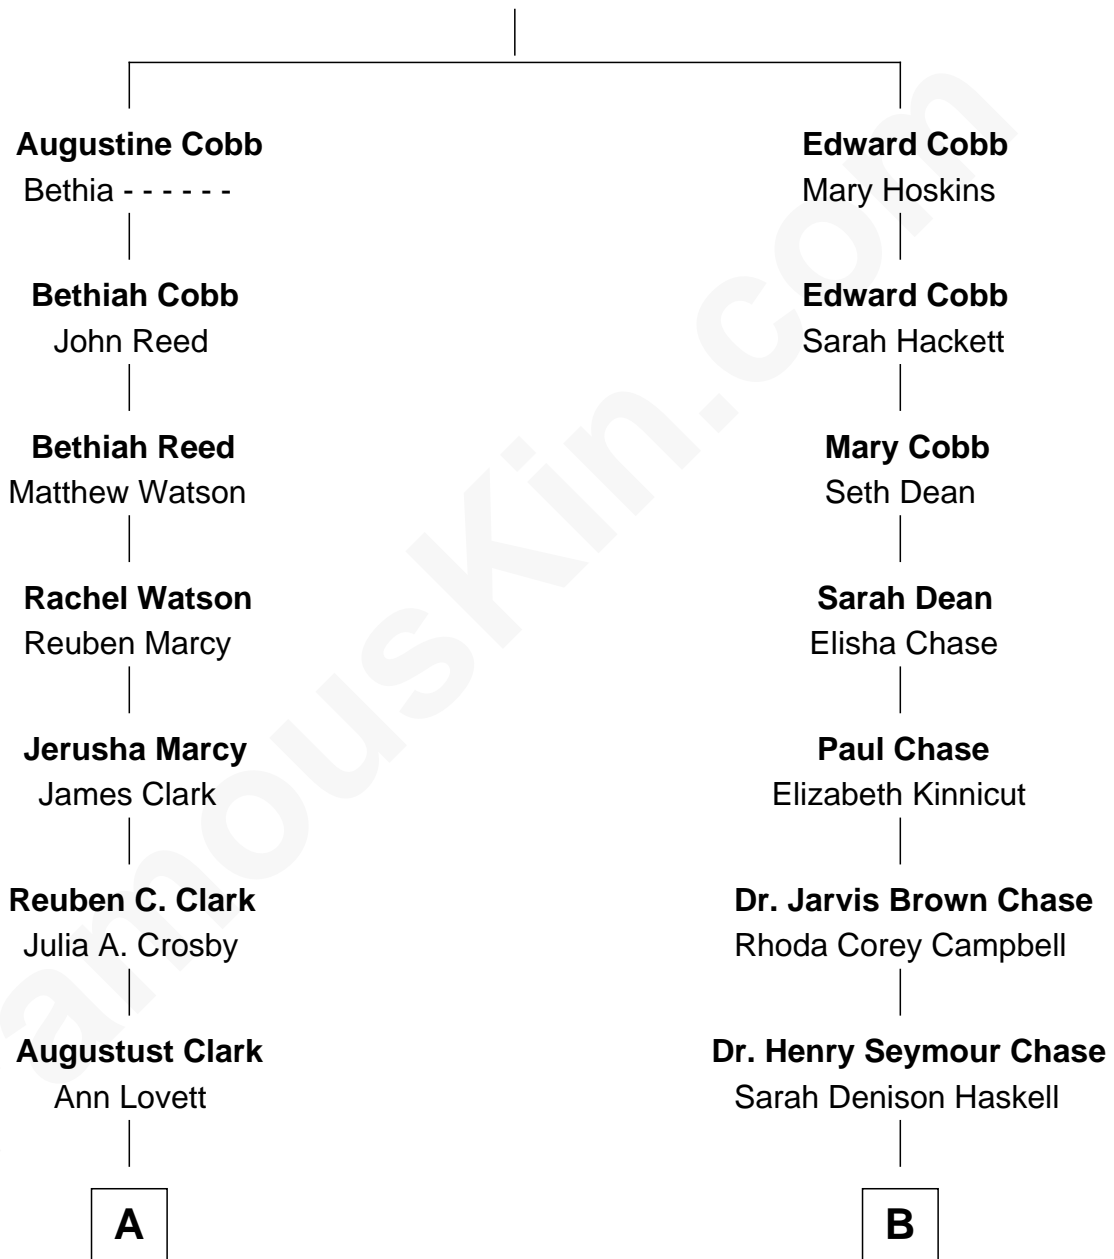 Augustine Cobb
Bethia - - - - - -
Edward Cobb
Mary Hoskins
Bethiah Cobb
John Reed
Edward Cobb
Sarah Hackett
Bethiah Reed
Matthew Watson
Mary Cobb
Seth Dean
Rachel Watson
Reuben Marcy
Sarah Dean
Elisha Chase
Jerusha Marcy
James Clark
Paul Chase
Elizabeth Kinnicut
Reuben C. Clark
Julia A. Crosby
Dr. Jarvis Brown Chase
Rhoda Corey Campbell
Augustust Clark
Ann Lovett
Dr. Henry Seymour Chase
Sarah Denison Haskell
A
B
amouskin.com